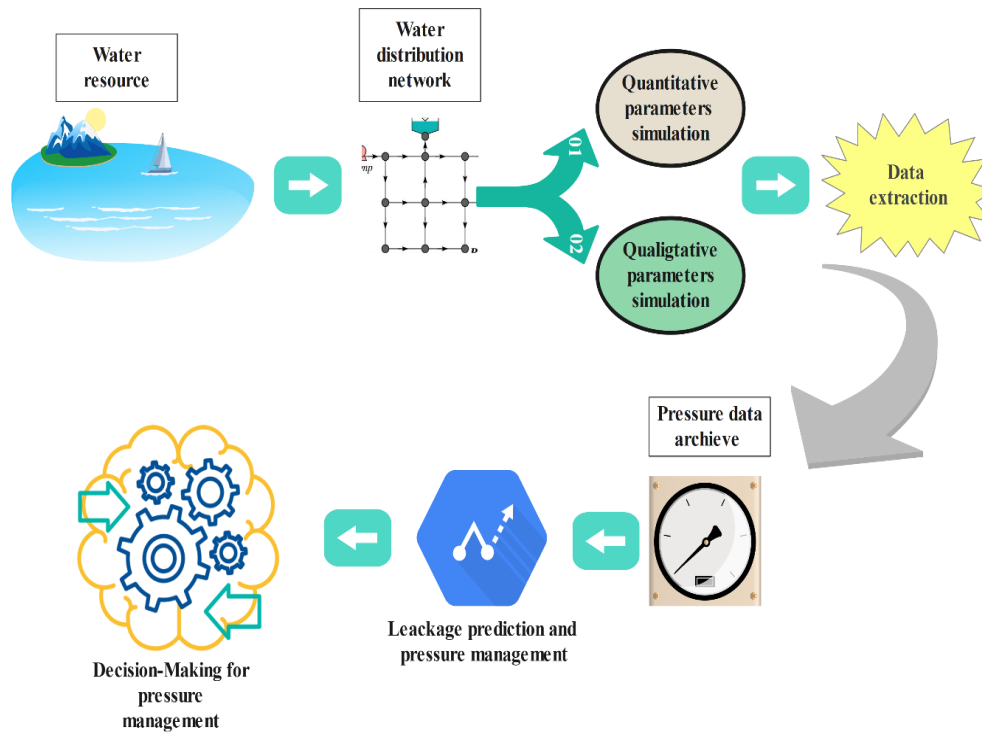 Water
resource
Water
distribution
network
mp
01
02
Quantitative
parameters
simulation
Qualigtative
parameters
simulation
Data
extraction
Pressure data
archieve
Leackage prediction and
pressure management
Decision-Making for
pressure
management